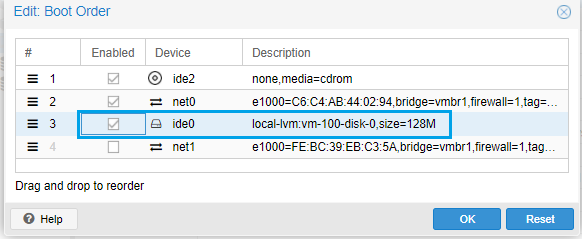 Edit: Boot Order
# Enabled Device Description
1 ide2 none,media=cdrom
2 net0 e1000=C6:C4:AB:44:02:94,bridge=vmbr1,firewall=1,tag=...
3 ide0 local-lvm:vm-100-disk-0,size=128M
4 net1 e1000=FE:BC:39:EB:C3:5A,bridge=vmbr1,firewall=1,tag...
Drag and drop to reorder
? Help OK Reset